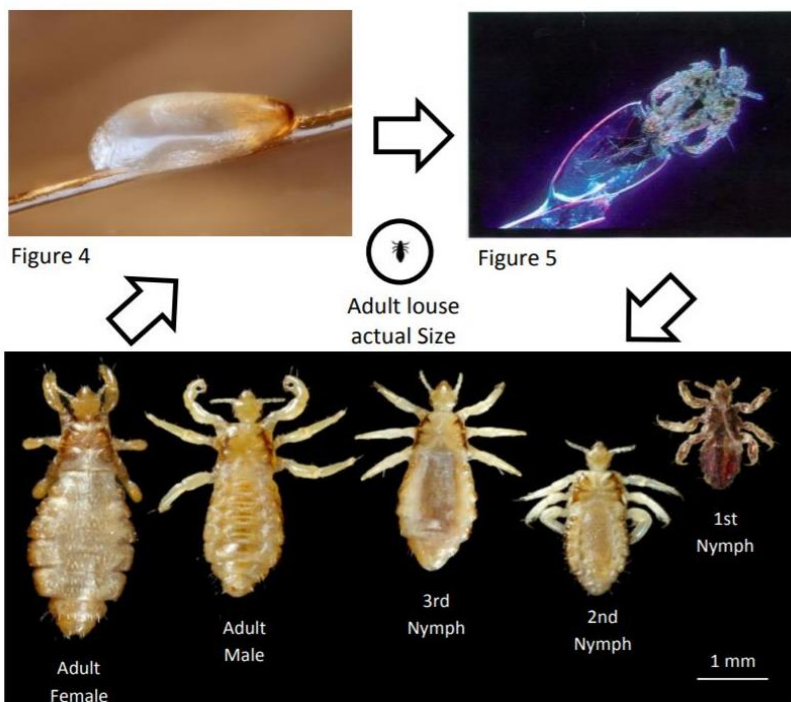 Figure 4
Figure 5
Adult louse
actual Size
Adult
Female
Adult
Male
3rd
Nymph
2nd
Nymph
1st
Nymph
1 mm